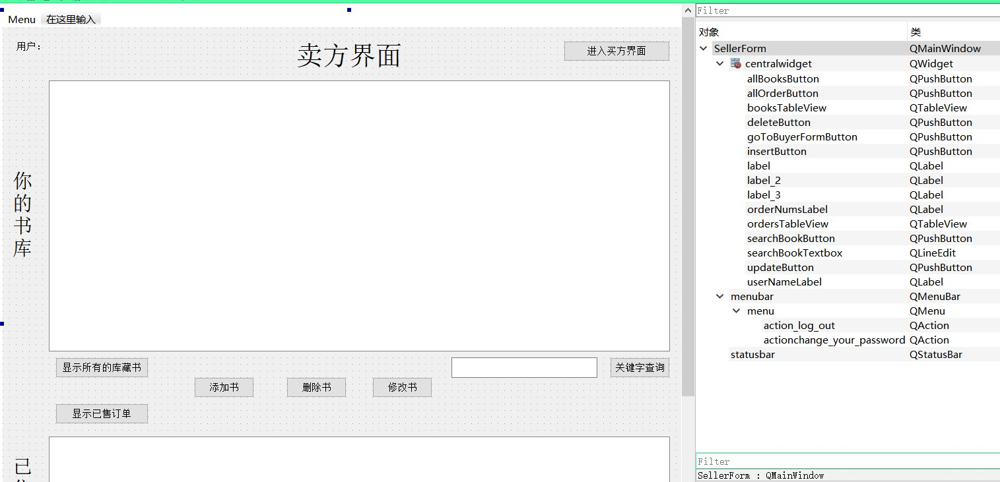 Menu 在这里输入
用户：
卖方界面
进入买方界面
你
的
书
库
显示所有的库藏书
关键字查询
添加书 删除书 修改书
显示已售订单
已
Filter
对象 类
SellerForm QMainWindow
centralwidget QWidget
allBooksButton QPushButton
allOrderButton QPushButton
booksTableView QTableView
deleteButton QPushButton
goToBuyerFormButton QPushButton
insertButton QPushButton
label QLabel
label_2 QLabel
label_3 QLabel
orderNumsLabel QLabel
ordersTableView QTableView
searchBookButton QPushButton
searchBookTextbox QLineEdit
updateButton QPushButton
userNameLabel QLabel
menubar QMenuBar
menu QMenu
action_log_out QAction
actionchange_your_password QAction
statusbar QStatusBar
Filter
SellerForm : QMainWindow